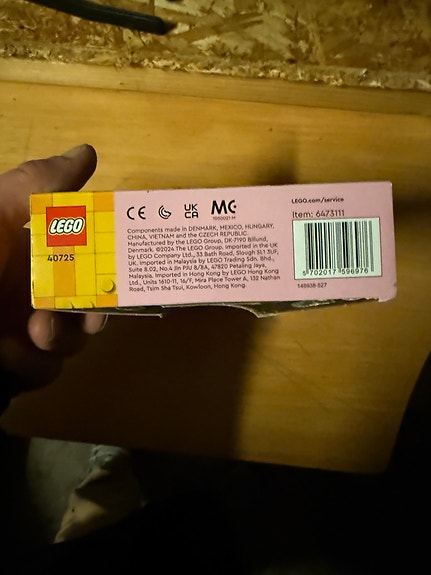 LEGO
40725
CE UK CA MC
1000021-M
Components made in DENMARK, MEXICO, HUNGARY,
CHINA, VIETNAM and the CZECH REPUBLIC.
Manufactured by the LEGO Group, DK-7190 Billund,
Denmark. ©2024 The LEGO Group. Imported in the UK
by LEGO Company Ltd., 33 Bath Road, Slough SL1 3UF,
UK. Imported in Malaysia by LEGO Trading Sdn. Bhd.,
Suite 8.02, No.4 Jln PJU 8/8A, 47820 Petaling Jaya,
Malaysia. Imported in Hong Kong by LEGO Hong Kong
Ltd., Units 1610-11, 16/F, Mira Place Tower A, 132 Nathan
Road, Tsim Sha Tsui, Kowloon, Hong Kong.
LEGO.com/service
Item: 6473111
5 702017 596976